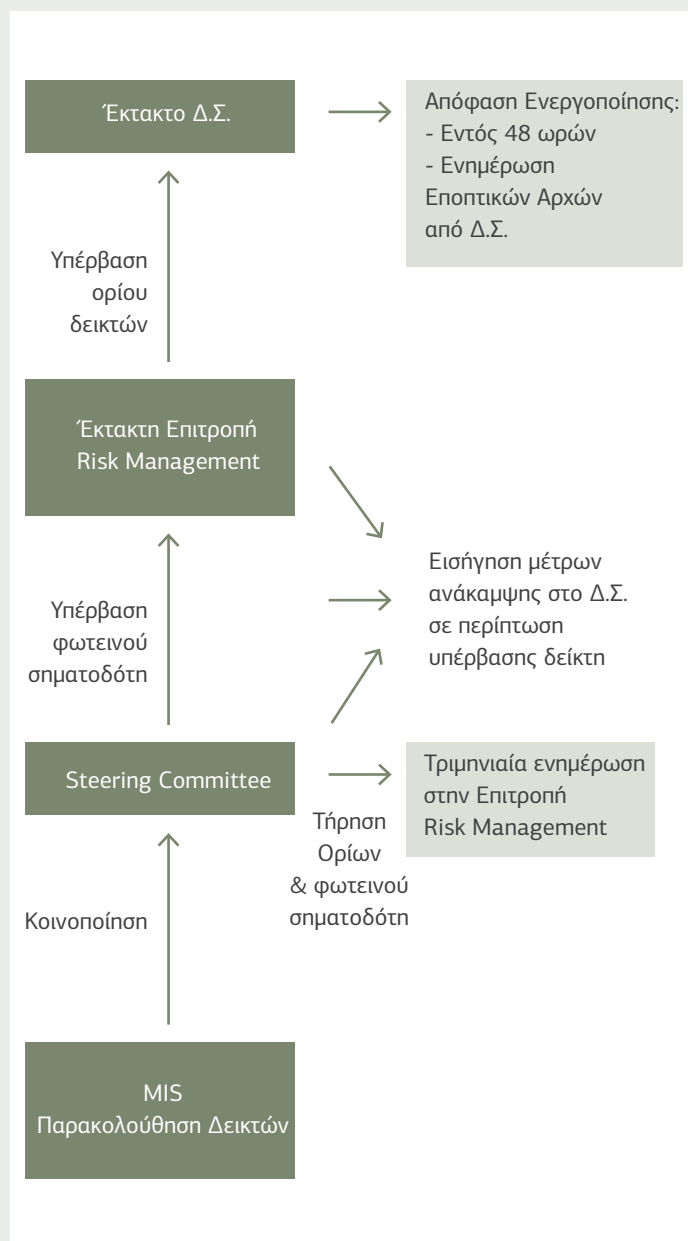 Έκτακτο Δ.Σ.
Απόφαση Ενεργοποίησης:
- Εντός 48 ωρών
- Ενημέρωση
Εποπτικών Αρχών
από Δ.Σ.
Υπέρβαση
ορίου
δεικτών
Έκτακτη Επιτροπή
Risk Management
Εισήγηση μέτρων
ανάκαμψης στο Δ.Σ.
σε περίπτωση
υπέρβασης δείκτη
Υπέρβαση
φωτεινού
σηματοδότη
Steering Committee
Τριμηνιαία ενημέρωση
στην Επιτροπή
Risk Management
Τήρηση
Ορίων
& φωτεινού
σηματοδότη
Κοινοποίηση
MIS
Παρακολούθηση Δεικτών